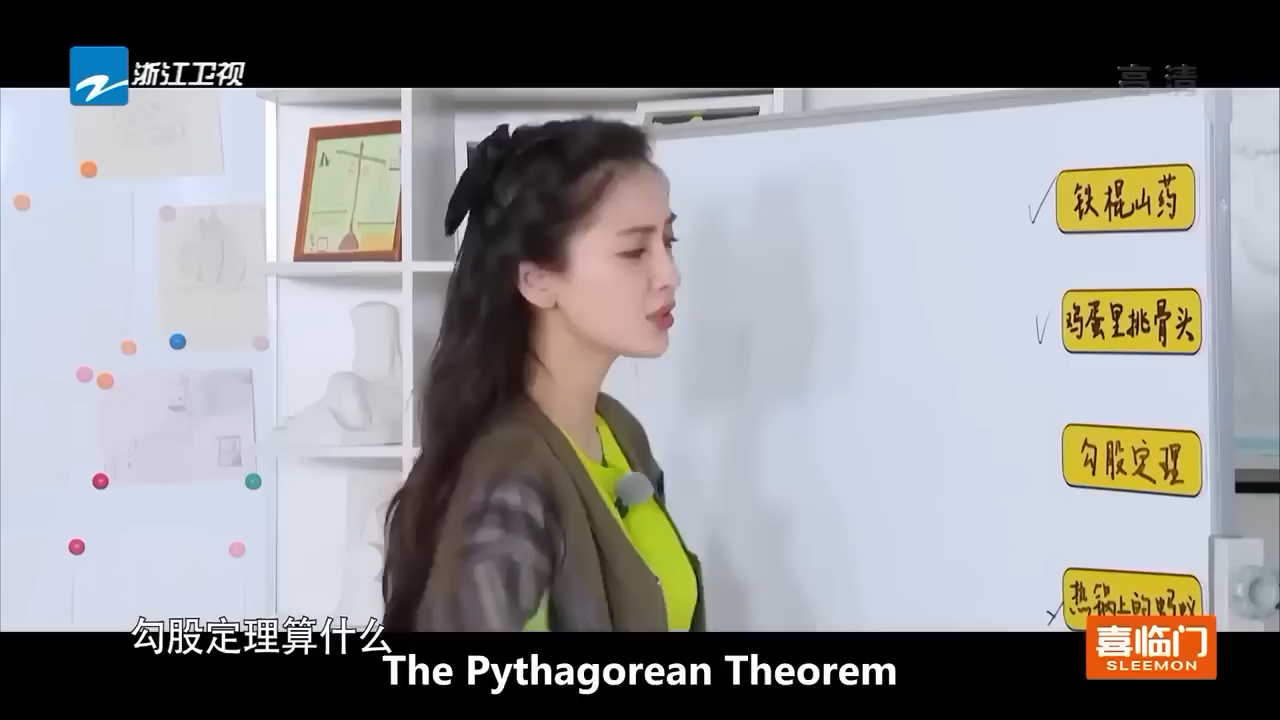 浙江卫视
高清
铁棍山药
鸡蛋里挑骨头
勾股定理
热锅上的蚂蚁
勾股定理算什么
The Pythagorean Theorem
喜临门
SLEEMON